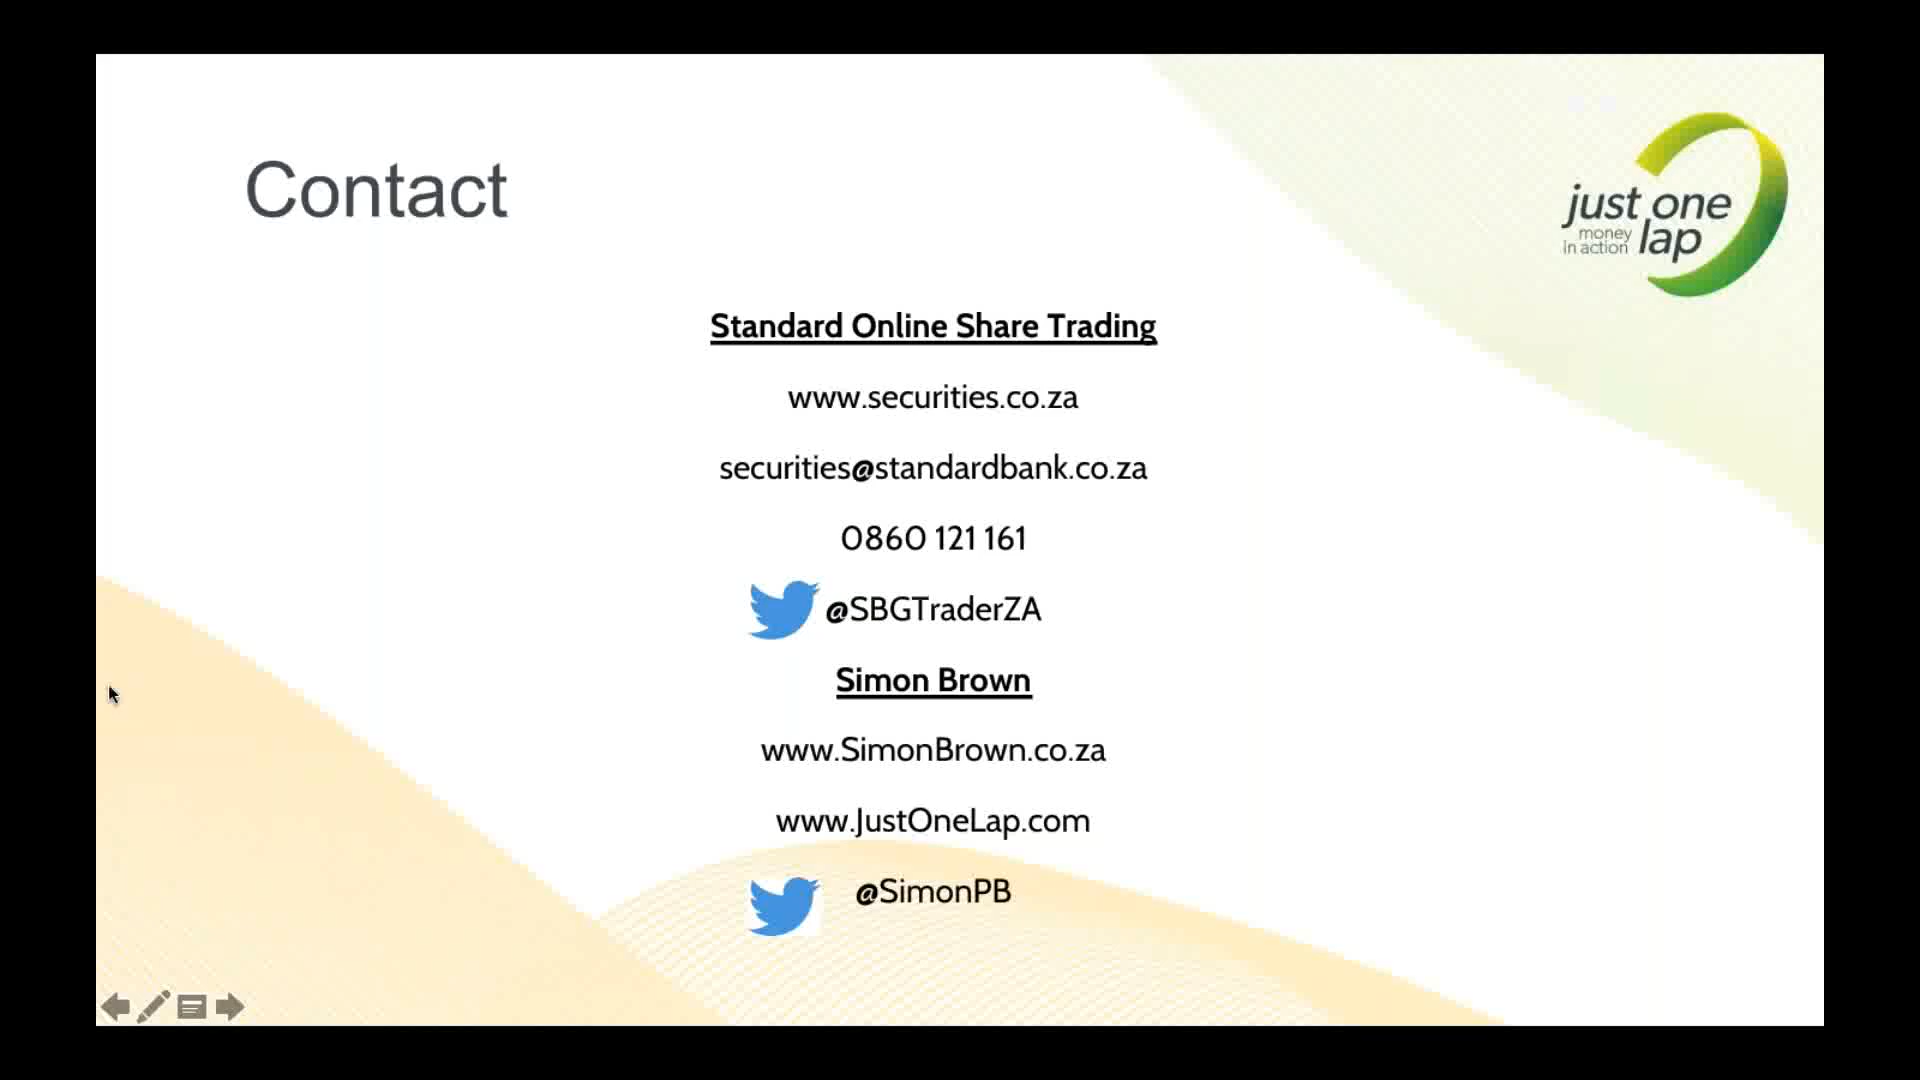 Contact
just one
money
in action lap
Standard Online Share Trading
www.securities.co.za
securities@standardbank.co.za
0860 121 161
@SBGTraderZA
Simon Brown
www.SimonBrown.co.za
www.JustOneLap.com
@SimonPB